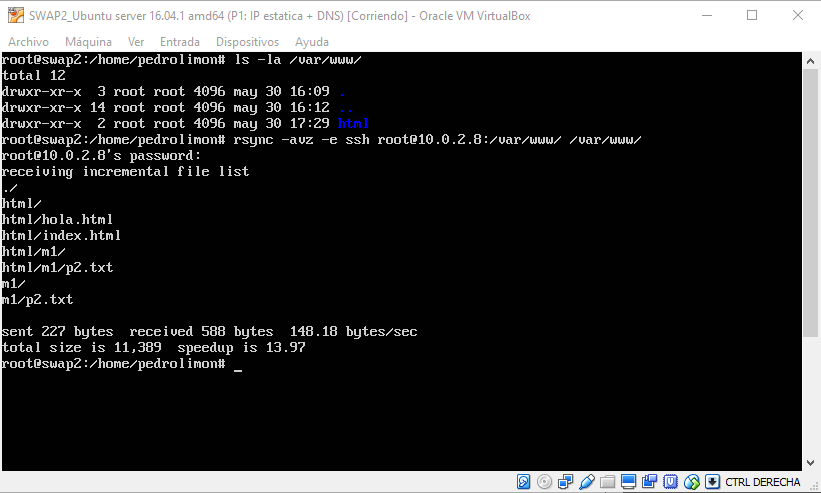 SWAP2_Ubuntu server 16.04.1 amd64 (P1: IP estatica + DNS) [Corriendo] - Oracle VM VirtualBox
Archivo Máquina Ver Entrada Dispositivos Ayuda
root@swap2:/home/pedrolimon# ls -la /var/www/
total 12
drwxr-xr-x  3 root root 4096 may 30 16:09 .
drwxr-xr-x 14 root root 4096 may 30 16:12 ..
drwxr-xr-x  2 root root 4096 may 30 17:29 html
root@swap2:/home/pedrolimon# rsync -avz -e ssh root@10.0.2.8:/var/www/ /var/www/
root@10.0.2.8's password:
receiving incremental file list
./
html/
html/hola.html
html/index.html
html/m1/
html/m1/p2.txt
m1/
m1/p2.txt
sent 227 bytes  received 588 bytes  148.18 bytes/sec
total size is 11,389  speedup is 13.97
root@swap2:/home/pedrolimon# _
CTRL DERECHA